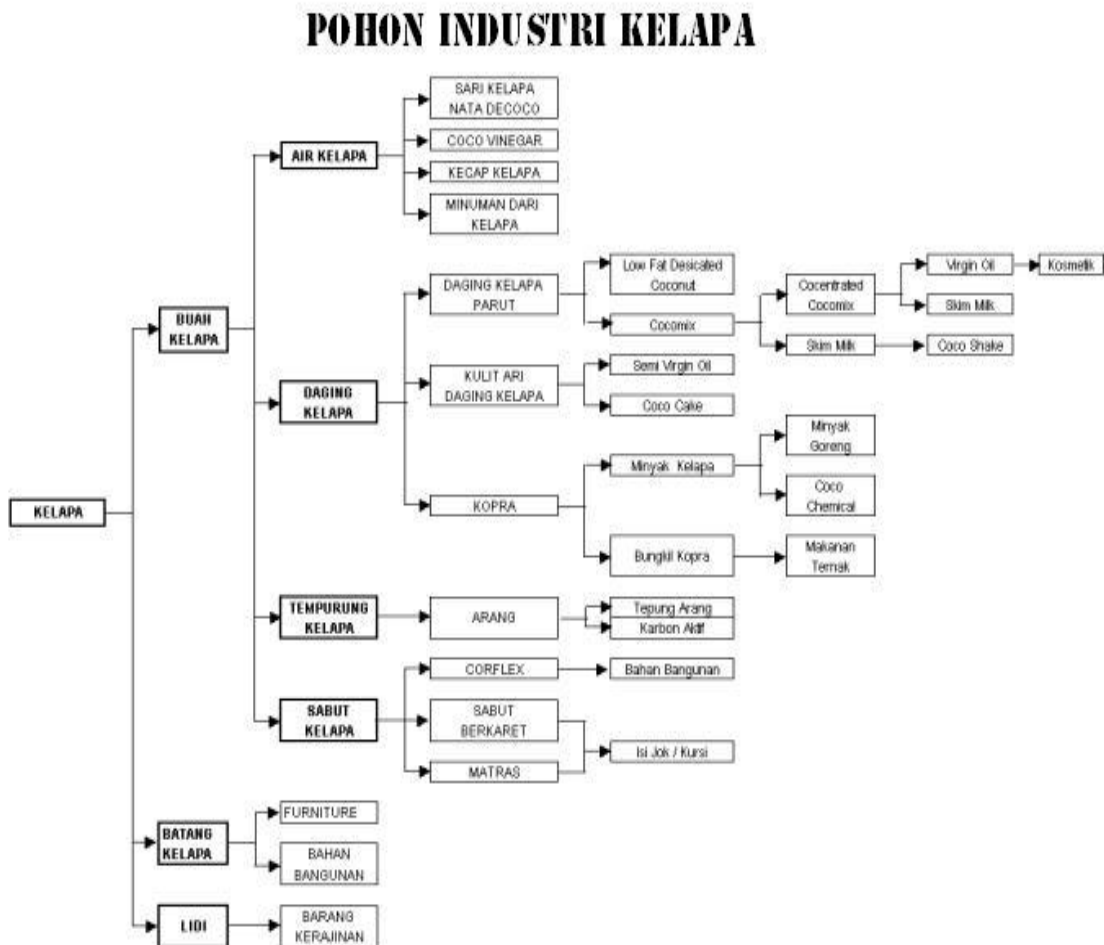 POHON INDUSTRI KELAPA
SARI KELAPA
NATA DECOCO
COCO VINEGAR
AIR KELAPA
KECAP KELAPA
MINUMAN DARI
KELAPA
Low Fat Desicated
Coconut
Virgin Oil
Kosmetik
DAGING KELAPA
PARUT
Cocentrated
Cocomix
Skim Milk
Cocomix
BUAH
KELAPA
Skim Milk
Coco Shake
Semi Virgin Oil
KULIT ARI
DAGING KELAPA
DAGING
KELAPA
Coco Cake
Minyak
Goreng
Minyak Kelapa
Coco
Chemical
KOPRA
KELAPA
Bungkil Kopra
Makanan
Ternak
TEMPURUNG
KELAPA
ARANG
Tepung Arang
Karbon Aktif
CORFLEX
Bahan Bangunan
SABUT
KELAPA
SABUT
BERKARET
Isi Jok / Kursi
MATRAS
FURNITURE
BATANG
KELAPA
BAHAN
BANGUNAN
LIDI
BARANG
KERAJINAN